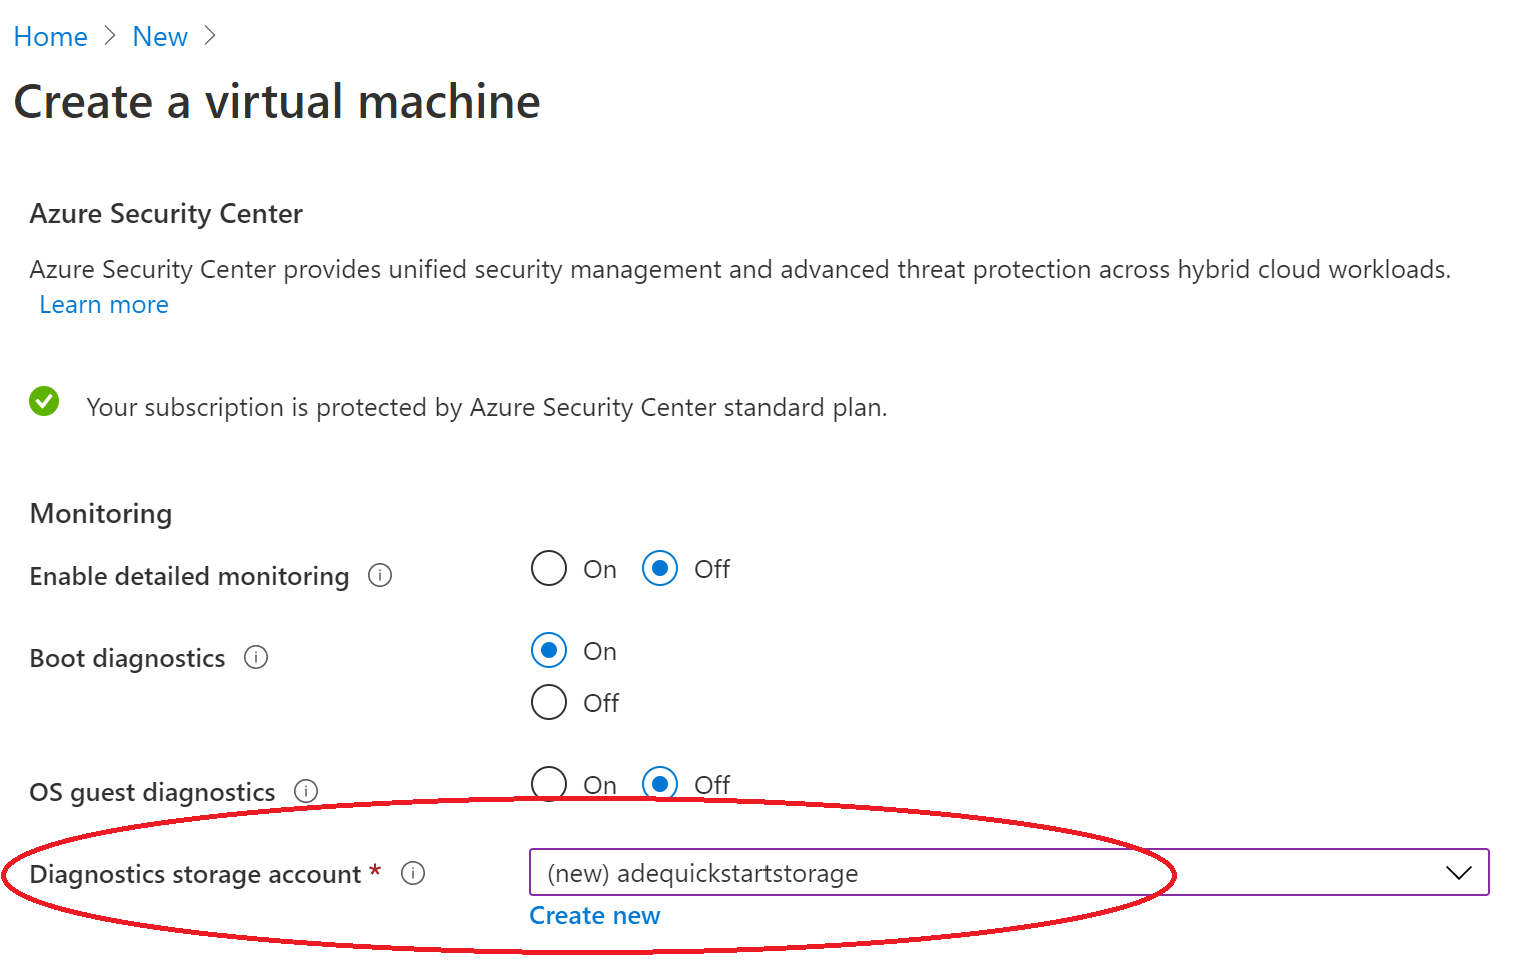 Home > New >
Create a virtual machine
Azure Security Center
Azure Security Center provides unified security management and advanced threat protection across hybrid cloud workloads.
Learn more
Your subscription is protected by Azure Security Center standard plan.
Monitoring
Enable detailed monitoring On Off
Boot diagnostics On
Off
OS guest diagnostics On Off
Diagnostics storage account * (new) adequickstartstorage
Create new